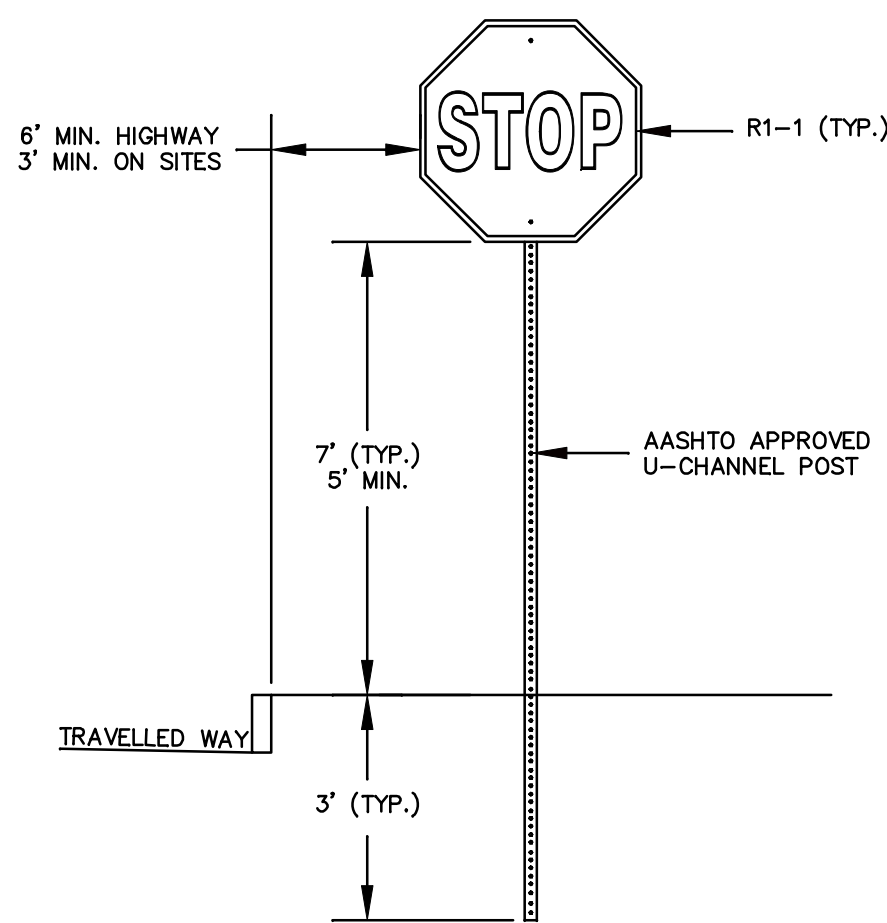 STOP
6' MIN. HIGHWAY
3' MIN. ON SITES
R1-1 (TYP.)
7' (TYP.)
5' MIN.
AASHTO APPROVED
U-CHANNEL POST
TRAVELLED WAY
3' (TYP.)